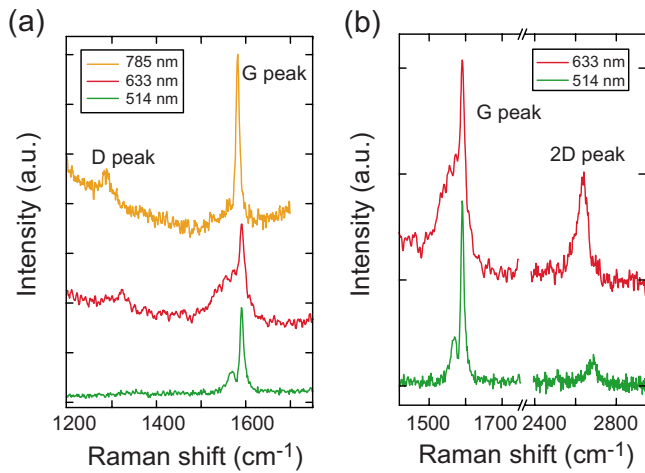 (a)
785 nm
633 nm
514 nm
G peak
D peak
Intensity (a.u.)
1200
1400
1600
Raman shift (cm-1)
(b)
633 nm
514 nm
G peak
2D peak
Intensity (a.u.)
1500
1700
2400
2800
Raman shift (cm-1)